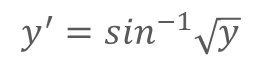 y′ = sin⁻¹√y